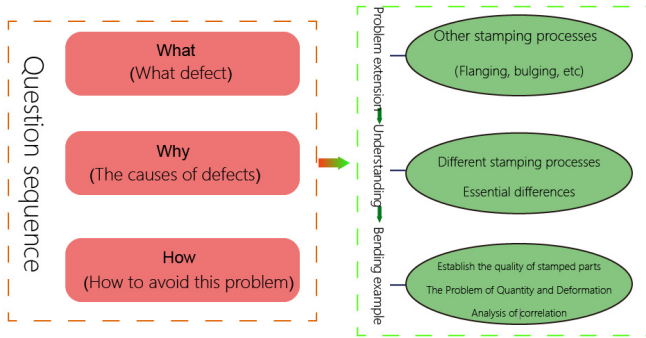 Question sequence
What
(What defect)
Why
(The causes of defects)
How
(How to avoid this problem)
Problem extension
Understanding
Bending example
Other stamping processes
(Flanging, bulging, etc)
Different stamping processes
Essential differences
Establish the quality of stamped parts
The Problem of Quantity and Deformation
Analysis of correlation